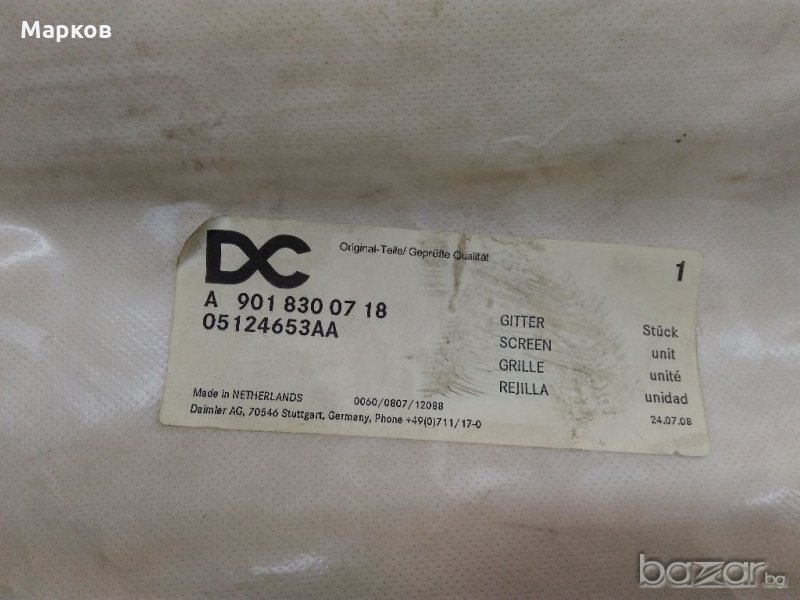 Марков
DC Original-Teile/ Geprüfte Qualität 1
A 901 830 07 18
05124653AA
GITTER Stück
SCREEN unit
GRILLE unité
REJILLA unidad
Made in NETHERLANDS 0060/0807/12088
Daimler AG, 70546 Stuttgart, Germany, Phone +49(0)711/17-0 24.07.08
bazar.bg